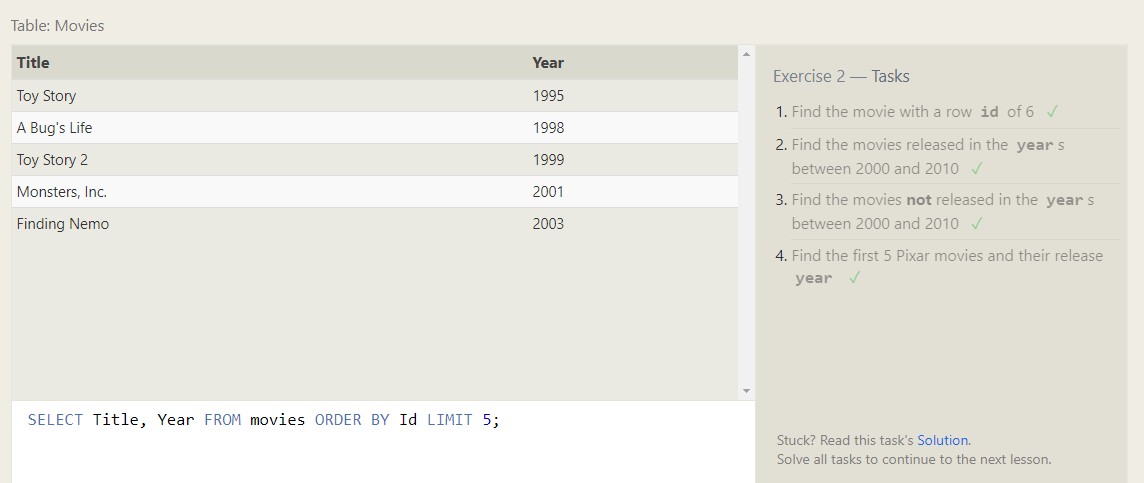 Table: Movies
Title Year
Toy Story 1995
A Bug's Life 1998
Toy Story 2 1999
Monsters, Inc. 2001
Finding Nemo 2003
SELECT Title, Year FROM movies ORDER BY Id LIMIT 5;
Exercise 2 — Tasks
1. Find the movie with a row id of 6 ✓
2. Find the movies released in the year s
between 2000 and 2010 ✓
3. Find the movies not released in the year s
between 2000 and 2010 ✓
4. Find the first 5 Pixar movies and their release
year ✓
Stuck? Read this task's Solution.
Solve all tasks to continue to the next lesson.